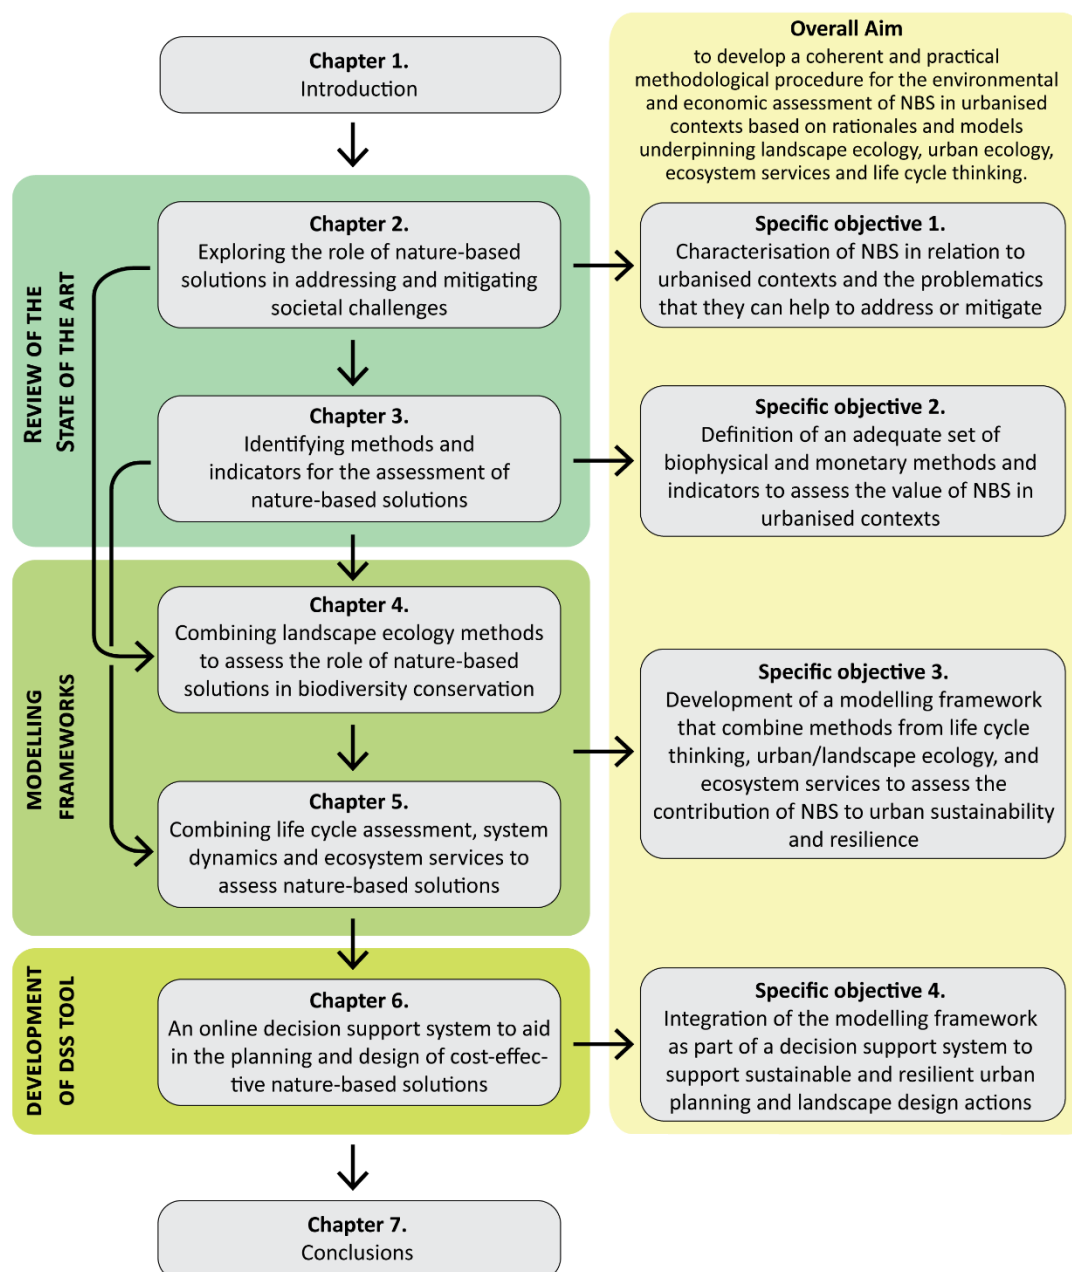 Chapter 1.
Introduction
Overall Aim
to develop a coherent and practical
methodological procedure for the environmental
and economic assessment of NBS in urbanised
contexts based on rationales and models
underpinning landscape ecology, urban ecology,
ecosystem services and life cycle thinking.
REVIEW OF THE
STATE OF THE ART
Chapter 2.
Exploring the role of nature-based
solutions in addressing and mitigating
societal challenges
Specific objective 1.
Characterisation of NBS in relation to
urbanised contexts and the problematics
that they can help to address or mitigate
Chapter 3.
Identifying methods and
indicators for the assessment of
nature-based solutions
Specific objective 2.
Definition of an adequate set of
biophysical and monetary methods and
indicators to assess the value of NBS in
urbanised contexts
MODELLING
FRAMEWORKS
Chapter 4.
Combining landscape ecology methods
to assess the role of nature-based
solutions in biodiversity conservation
Chapter 5.
Combining life cycle assessment, system
dynamics and ecosystem services to
assess nature-based solutions
Specific objective 3.
Development of a modelling framework
that combine methods from life cycle
thinking, urban/landscape ecology, and
ecosystem services to assess the
contribution of NBS to urban sustainability
and resilience
DEVELOPMENT
OF DSS TOOL
Chapter 6.
An online decision support system to aid
in the planning and design of cost-effec-
tive nature-based solutions
Specific objective 4.
Integration of the modelling framework
as part of a decision support system to
support sustainable and resilient urban
planning and landscape design actions
Chapter 7.
Conclusions